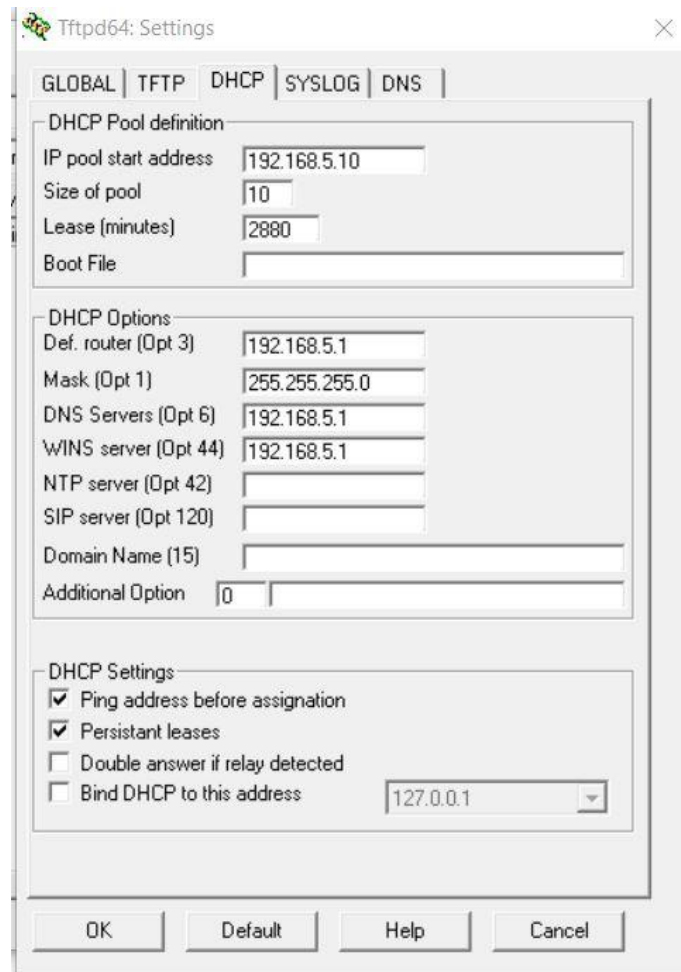 Tftpd64: Settings
GLOBAL TFTP DHCP SYSLOG DNS
DHCP Pool definition
IP pool start address 192.168.5.10
Size of pool 10
Lease (minutes) 2880
Boot File
DHCP Options
Def. router (Opt 3) 192.168.5.1
Mask (Opt 1) 255.255.255.0
DNS Servers (Opt 6) 192.168.5.1
WINS server (Opt 44) 192.168.5.1
NTP server (Opt 42)
SIP server (Opt 120)
Domain Name (15)
Additional Option 0
DHCP Settings
Ping address before assignation
Persistant leases
Double answer if relay detected
Bind DHCP to this address 127.0.0.1
OK Default Help Cancel